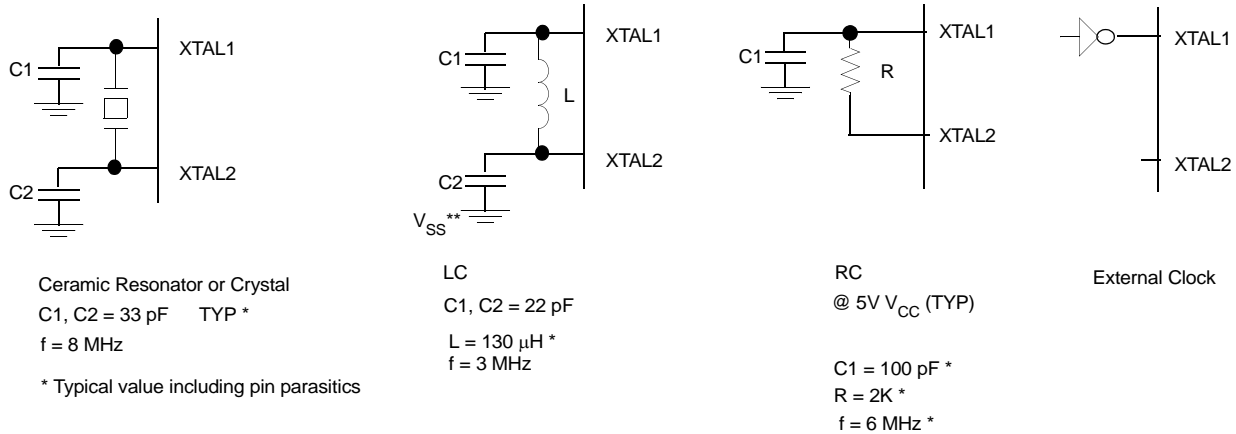 C1
XTAL1
C2
XTAL2
Ceramic Resonator or Crystal
C1, C2 = 33 pF TYP *
f = 8 MHz
* Typical value including pin parasitics
C1
XTAL1
L
C2
XTAL2
VSS**
LC
C1, C2 = 22 pF
L = 130 μH *
f = 3 MHz
C1
XTAL1
R
XTAL2
RC
@ 5V VCC (TYP)
C1 = 100 pF *
R = 2K *
f = 6 MHz *
XTAL1
XTAL2
External Clock